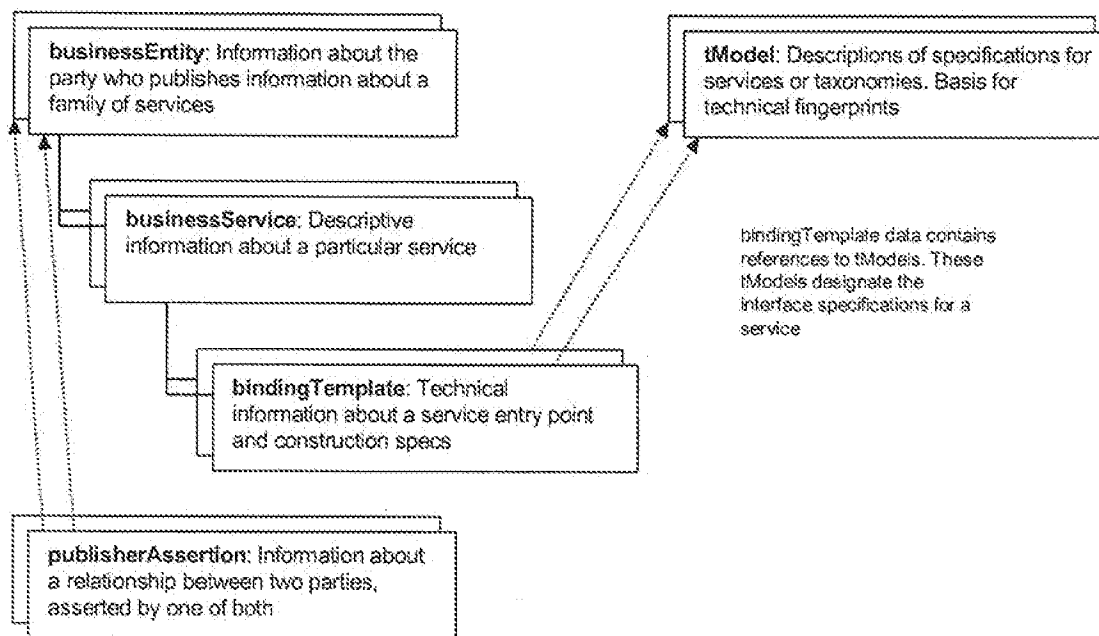 businessEntity: Information about the
party who publishes information about a
family of services
tModel: Descriptions of specifications for
services or taxonomies. Basis for
technical fingerprints
businessService: Descriptive
information about a particular service
bindingTemplate data contains
references to tModels. These
tModels designate the
interface specifications for a
service
bindingTemplate: Technical
information about a service entry point
and construction specs
publisherAssertion: Information about
a relationship between two parties,
asserted by one of both